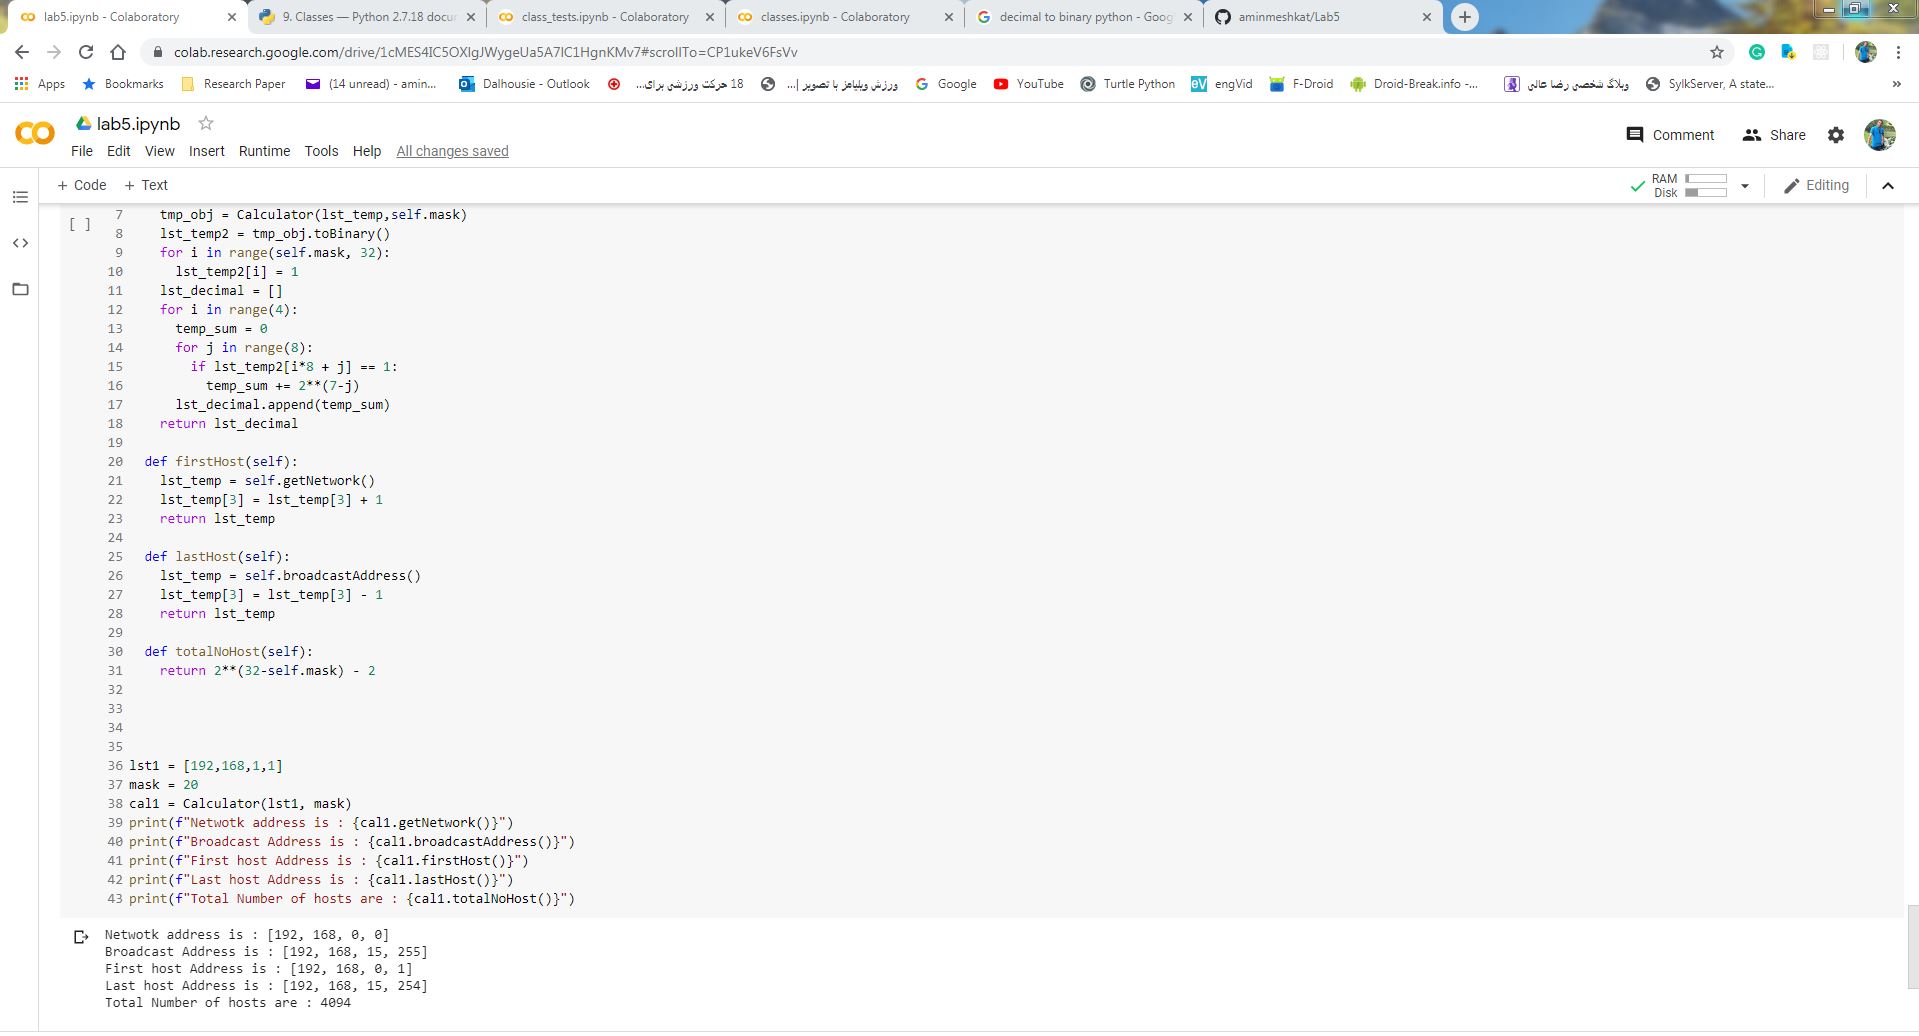 lab5.ipynb - Colaboratory
9. Classes — Python 2.7.18 docur
class_tests.ipynb - Colaboratory
classes.ipynb - Colaboratory
decimal to binary python - Goog
aminmeshkat/Lab5
colab.research.google.com/drive/1cMES4IC5OXlgJWygeUa5A7lC1HgnKMv7#scrollTo=CP1ukeV6FsVv
Apps
Bookmarks
Research Paper
(14 unread) - amin...
Dalhousie - Outlook
18 حرکت ورزشی برای...
ورزش ویلیامز با تصویر |...
Google
YouTube
Turtle Python
engVid
F-Droid
Droid-Break.info -...
وبلاگ شخصی رضا عالی
SylkServer, A state...
»
lab5.ipynb
File Edit View Insert Runtime Tools Help All changes saved
Comment
Share
+ Code + Text
RAM
Disk
Editing
[ ]
7 tmp_obj = Calculator(lst_temp,self.mask)
8 lst_temp2 = tmp_obj.toBinary()
9 for i in range(self.mask, 32):
10 lst_temp2[i] = 1
11 lst_decimal = []
12 for i in range(4):
13 temp_sum = 0
14 for j in range(8):
15 if lst_temp2[i*8 + j] == 1:
16 temp_sum += 2**(7-j)
17 lst_decimal.append(temp_sum)
18 return lst_decimal
19
20 def firstHost(self):
21 lst_temp = self.getNetwork()
22 lst_temp[3] = lst_temp[3] + 1
23 return lst_temp
24
25 def lastHost(self):
26 lst_temp = self.broadcastAddress()
27 lst_temp[3] = lst_temp[3] - 1
28 return lst_temp
29
30 def totalNoHost(self):
31 return 2**(32-self.mask) - 2
32
33
34
35
36 lst1 = [192,168,1,1]
37 mask = 20
38 cal1 = Calculator(lst1, mask)
39 print(f"Netwotk address is : {cal1.getNetwork()}")
40 print(f"Broadcast Address is : {cal1.broadcastAddress()}")
41 print(f"First host Address is : {cal1.firstHost()}")
42 print(f"Last host Address is : {cal1.lastHost()}")
43 print(f"Total Number of hosts are : {cal1.totalNoHost()}")
Netwotk address is : [192, 168, 0, 0]
Broadcast Address is : [192, 168, 15, 255]
First host Address is : [192, 168, 0, 1]
Last host Address is : [192, 168, 15, 254]
Total Number of hosts are : 4094